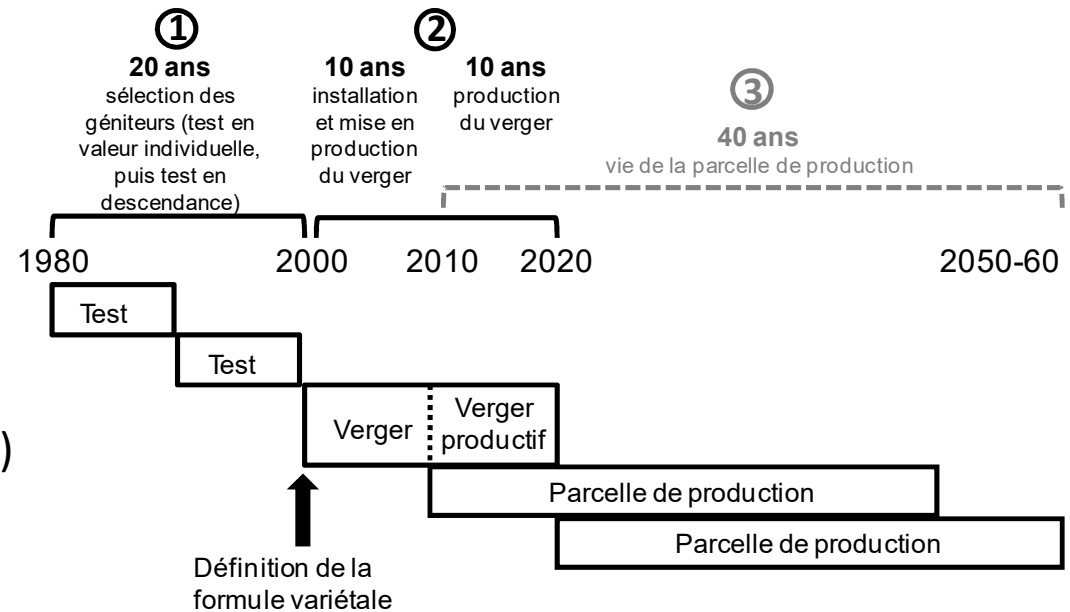 1
20 ans
sélection des
géniteurs (test en
valeur individuelle,
puis test en
descendance)
2
10 ans
installation
et mise en
production
du verger
10 ans
production
du verger
3
40 ans
vie de la parcelle de production
1980 2000 2010 2020 2050-60
Test
Test
Verger
Verger
productif
)
Parcelle de production
Parcelle de production
Définition de la
formule variétale